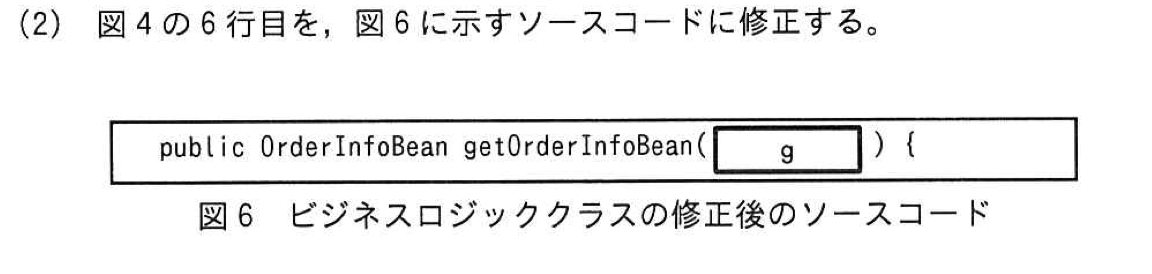 (2) 図4の6行目を，図6に示すソースコードに修正する。
public OrderInfoBean getOrderInfoBean( g ) {
図6 ビジネスロジッククラスの修正後のソースコード